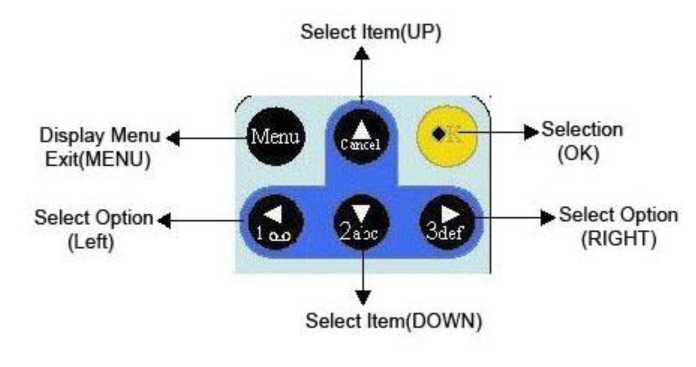 Select Item(UP)
Display Menu
Exit(MENU)
Menu
Cancel
K
Selection
(OK)
Select Option
(Left)
1
2abc
3def
Select Option
(RIGHT)
Select Item(DOWN)